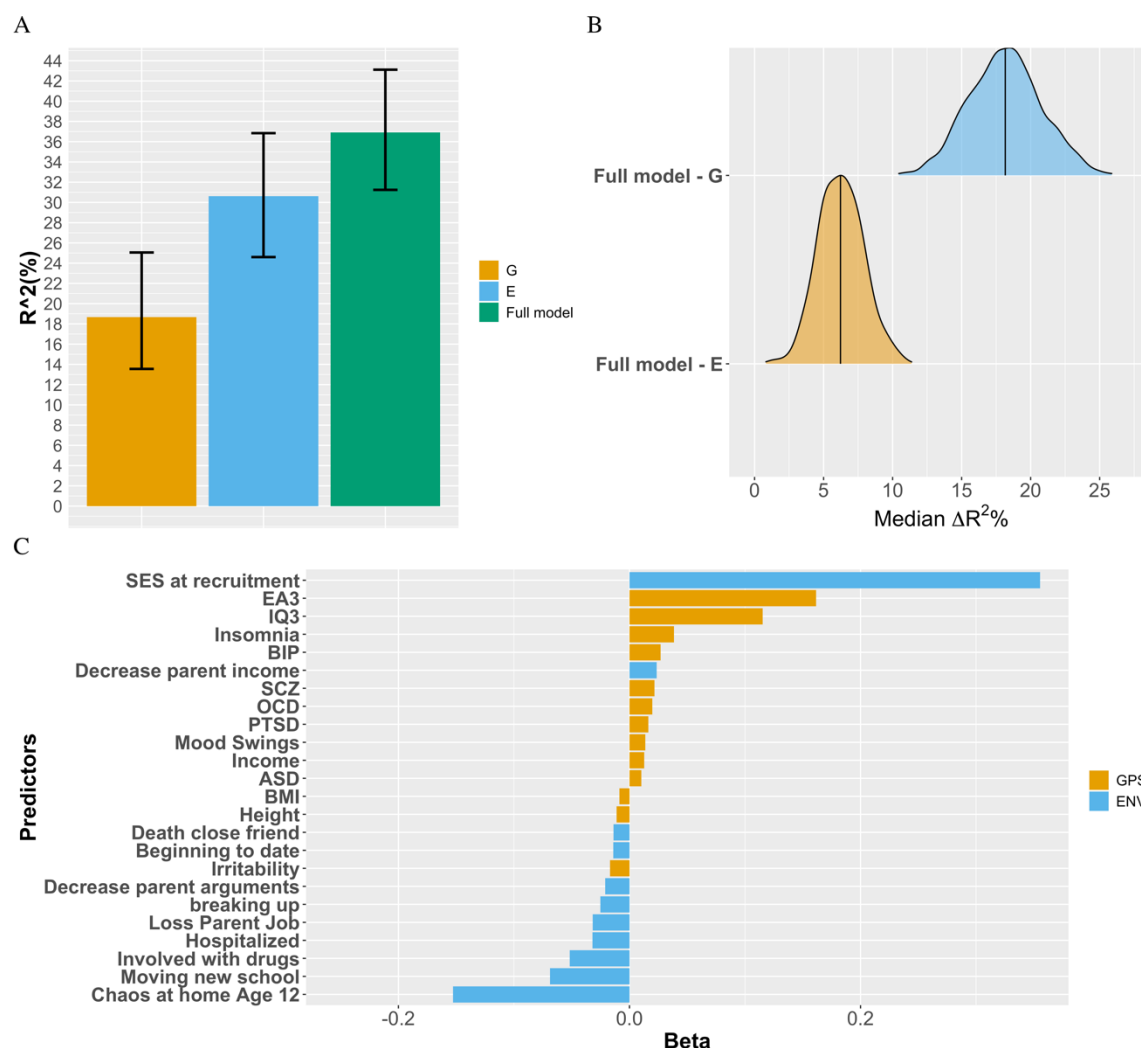 A
44
42
40
38
36
34
32
30
28
26
24
22
20
18
16
14
12
10
8
6
4
2
0
R^2(%)
G
E
Full model
B
Full model - G
Full model - E
0 5 10 15 20 25
Median ΔR²%
C
SES at recruitment
EA3
IQ3
Insomnia
BIP
Decrease parent income
SCZ
OCD
PTSD
Mood Swings
Income
ASD
BMI
Height
Death close friend
Beginning to date
Irritability
Decrease parent arguments
breaking up
Loss Parent Job
Hospitalized
Involved with drugs
Moving new school
Chaos at home Age 12
Predictors
-0.2 0.0 0.2
Beta
GPS
ENV